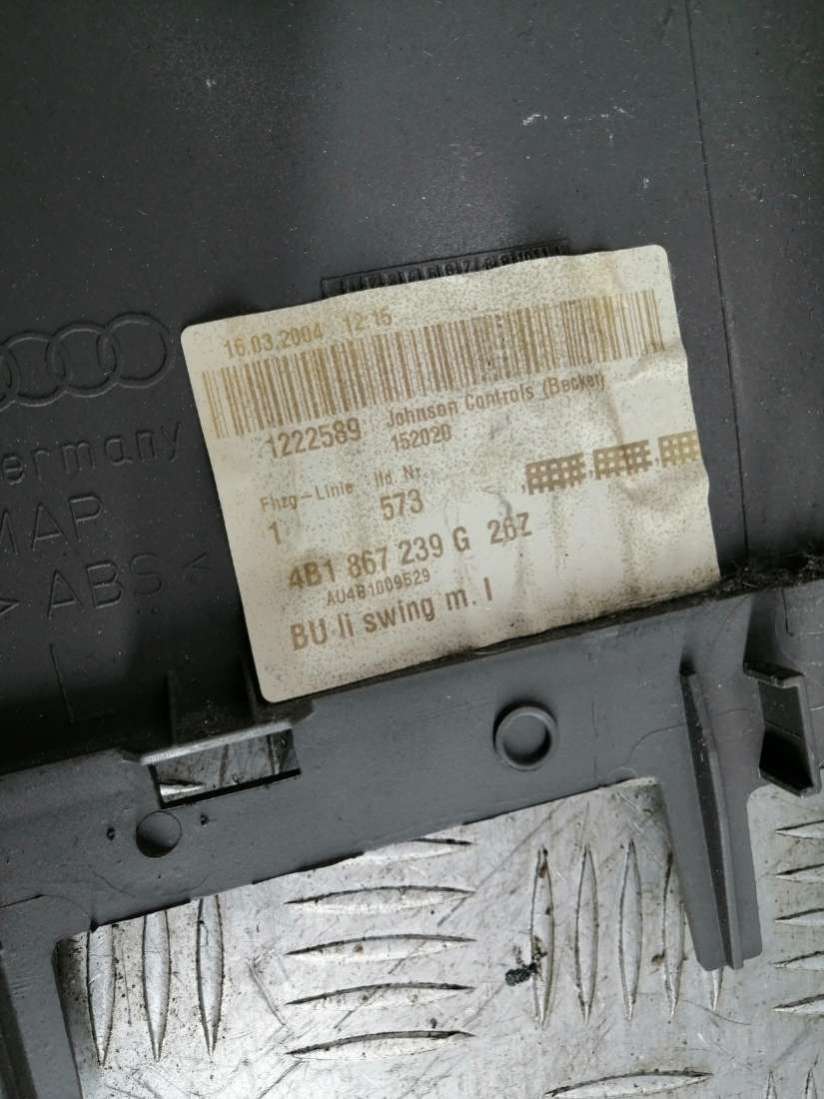 16.03.2004 12:15
1222589 Johnson Controls (Becker)
152020
Fhzg-Linie lfd. Nr.
1 573
4B1 867 239 G 26Z
AU4B1009529
BU li swing m. l
ermany
MAP
> ABS <
L